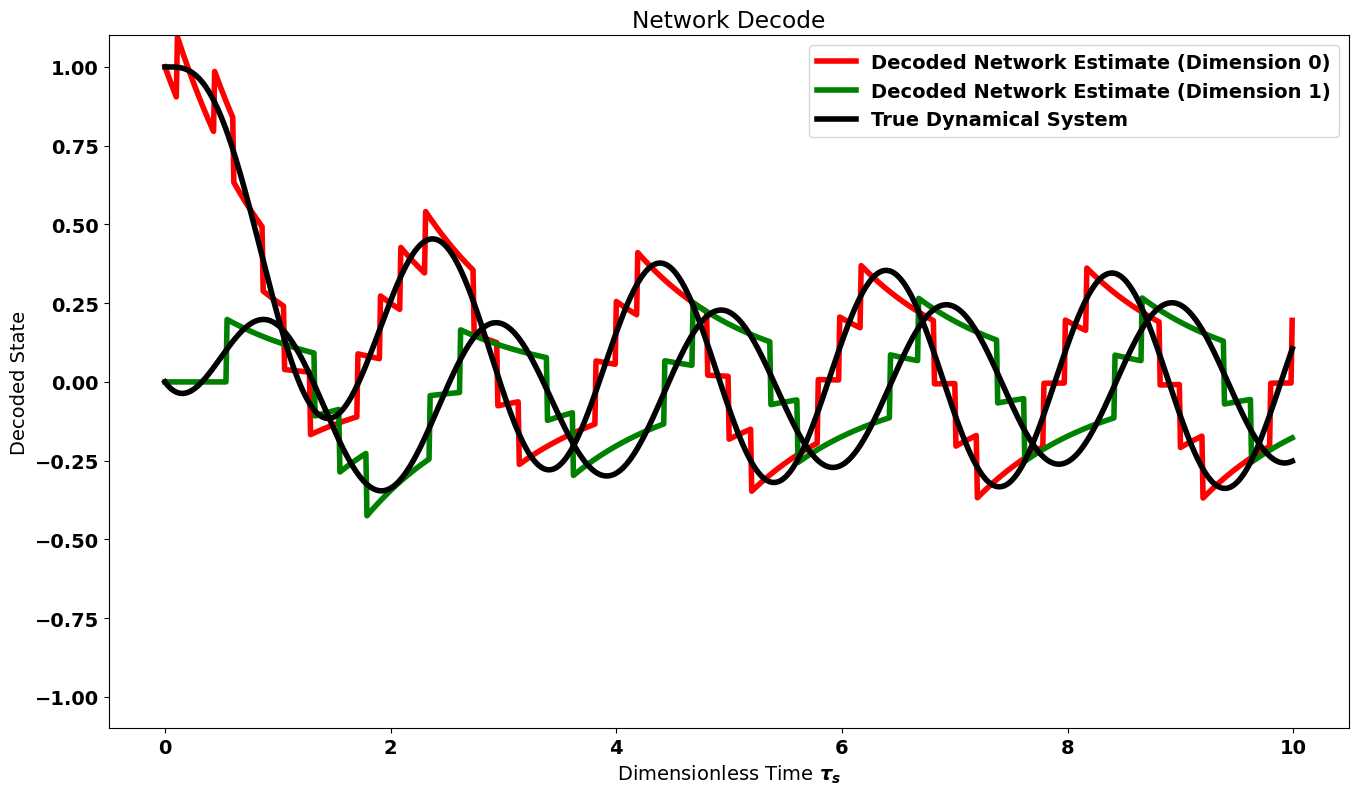 Network Decode
Decoded Network Estimate (Dimension 0)
Decoded Network Estimate (Dimension 1)
True Dynamical System
Decoded State
1.00
0.75
0.50
0.25
0.00
−0.25
−0.50
−0.75
−1.00
0 2 4 6 8 10
Dimensionless Time τs